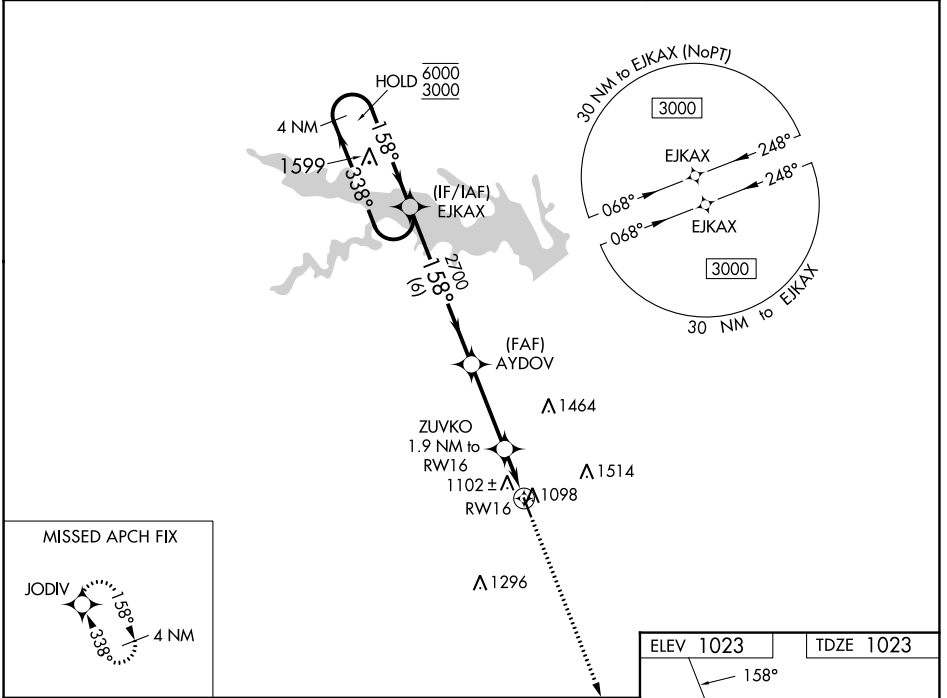 HOLD 6000
3000
4 NM
158°
1599
338°
(IF/IAF)
EJKAX
2700
158°
(6)
(FAF)
AYDOV
1464
ZUVKO
1.9 NM to
RW16
1514
1102 ±
1098
RW16
1296
30 NM to EJKAX (NoPT)
3000
EJKAX
248°
068°
248°
068°
EJKAX
3000
30 NM to EJKAX
MISSED APCH FIX
JODIV
158°
338°
4 NM
ELEV 1023
TDZE 1023
158°